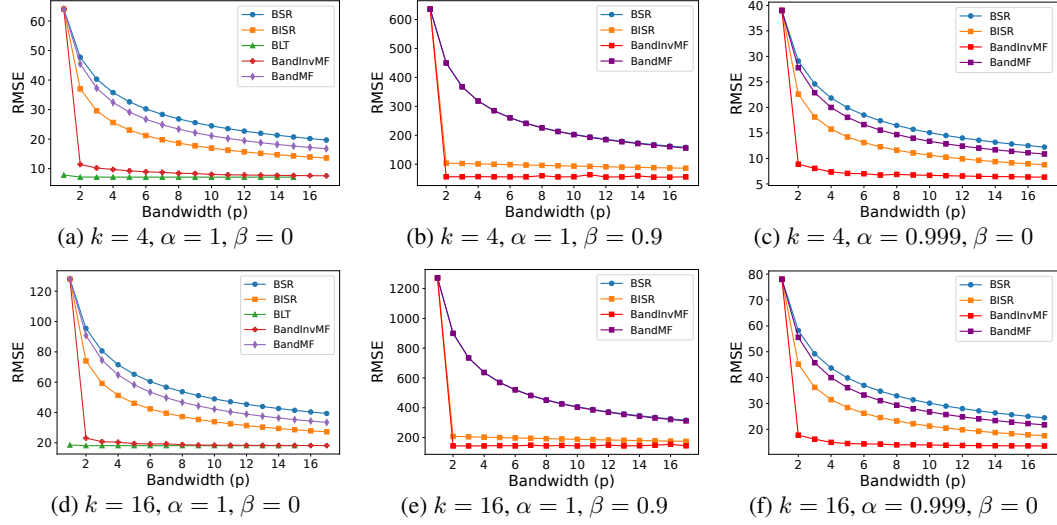 60
50
40
30
20
10
RMSE
2 4 6 8 10 12 14 16
Bandwidth (p)
BSR
BISR
BLT
BandInvMF
BandMF
(a) k = 4, α = 1, β = 0
600
500
400
300
200
100
RMSE
2 4 6 8 10 12 14 16
Bandwidth (p)
BSR
BISR
BandInvMF
BandMF
(b) k = 4, α = 1, β = 0.9
40
35
30
25
20
15
10
5
RMSE
2 4 6 8 10 12 14 16
Bandwidth (p)
BSR
BISR
BandInvMF
BandMF
(c) k = 4, α = 0.999, β = 0
120
100
80
60
40
20
RMSE
2 4 6 8 10 12 14 16
Bandwidth (p)
BSR
BISR
BLT
BandInvMF
BandMF
(d) k = 16, α = 1, β = 0
1200
1000
800
600
400
200
RMSE
2 4 6 8 10 12 14 16
Bandwidth (p)
BSR
BISR
BandInvMF
BandMF
(e) k = 16, α = 1, β = 0.9
80
70
60
50
40
30
20
RMSE
2 4 6 8 10 12 14 16
Bandwidth (p)
BSR
BISR
BandInvMF
BandMF
(f) k = 16, α = 0.999, β = 0